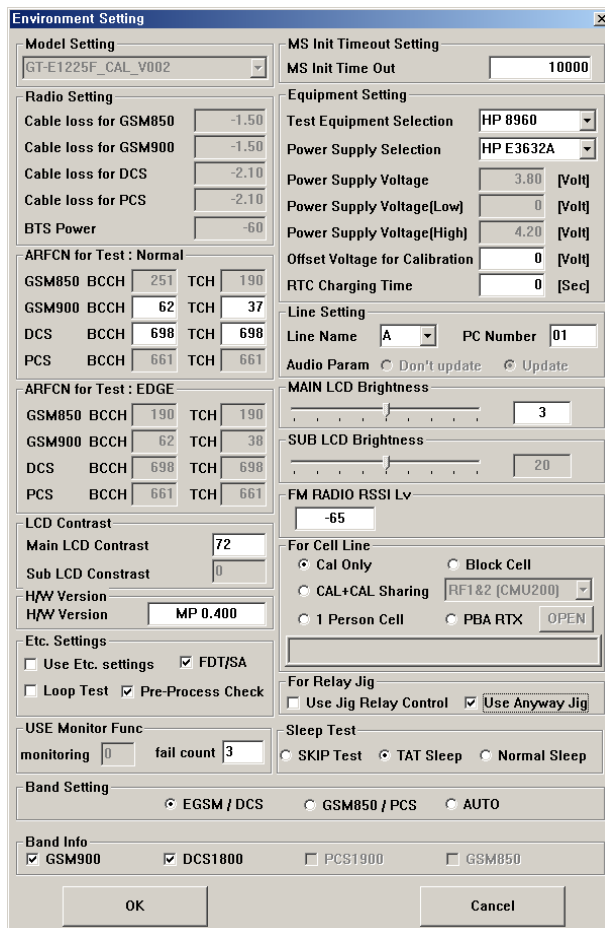 Environment Setting
Model Setting
GT-E1225F_CAL_V002
Radio Setting
Cable loss for GSM850 -1.50
Cable loss for GSM900 -1.50
Cable loss for DCS -2.10
Cable loss for PCS -2.10
BTS Power -60
ARFCN for Test : Normal
GSM850 BCCH 251 TCH 190
GSM900 BCCH 62 TCH 37
DCS BCCH 698 TCH 698
PCS BCCH 661 TCH 661
ARFCN for Test : EDGE
GSM850 BCCH 190 TCH 190
GSM900 BCCH 62 TCH 38
DCS BCCH 698 TCH 698
PCS BCCH 661 TCH 661
LCD Contrast
Main LCD Contrast 72
Sub LCD Constrast 0
H/W Version
H/W Version MP 0.400
Etc. Settings
Use Etc. settings FDT/SA
Loop Test Pre-Process Check
USE Monitor Func
monitoring 0 fail count 3
MS Init Timeout Setting
MS Init Time Out 10000
Equipment Setting
Test Equipment Selection HP 8960
Power Supply Selection HP E3632A
Power Supply Voltage 3.80 [Volt]
Power Supply Voltage(Low) 0 [Volt]
Power Supply Voltage(High) 4.20 [Volt]
Offset Voltage for Calibration 0 [Volt]
RTC Charging Time 0 [Sec]
Line Setting
Line Name A PC Number 01
Audio Param Don't update Update
MAIN LCD Brightness
3
SUB LCD Brightness
20
FM RADIO RSSI Lv
-65
For Cell Line
Cal Only Block Cell
CAL+CAL Sharing RF1&2 (CMU200)
1 Person Cell PBA RTX OPEN
For Relay Jig
Use Jig Relay Control Use Anyway Jig
Sleep Test
SKIP Test TAT Sleep Normal Sleep
Band Setting
EGSM / DCS GSM850 / PCS AUTO
Band Info
GSM900 DCS1800 PCS1900 GSM850
OK Cancel